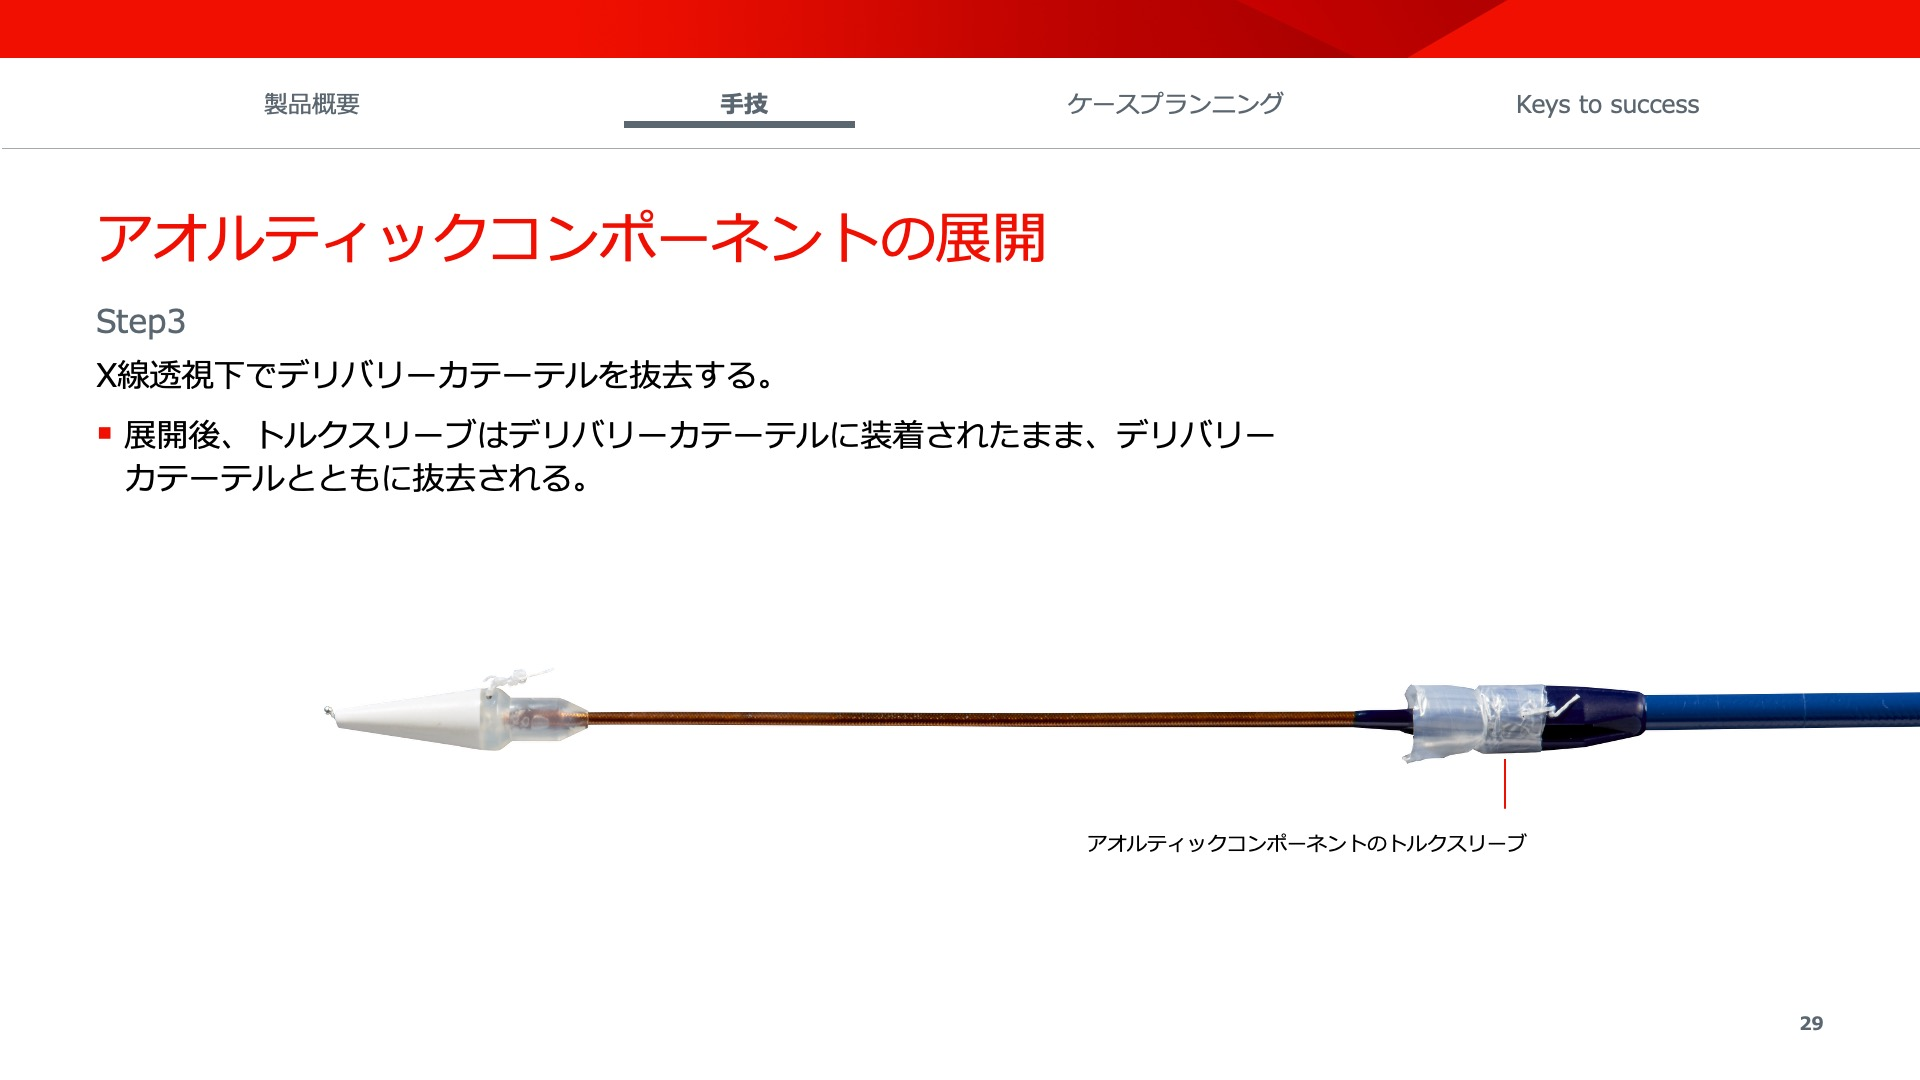 製品概要
手技
ケースプランニング
Keys to success
アオルティックコンポーネントの展開
Step3
X線透視下でデリバリーカテーテルを抜去する。
展開後、トルクスリーブはデリバリーカテーテルに装着されたまま、デリバリー
カテーテルとともに抜去される。
アオルティックコンポーネントのトルクスリーブ
29